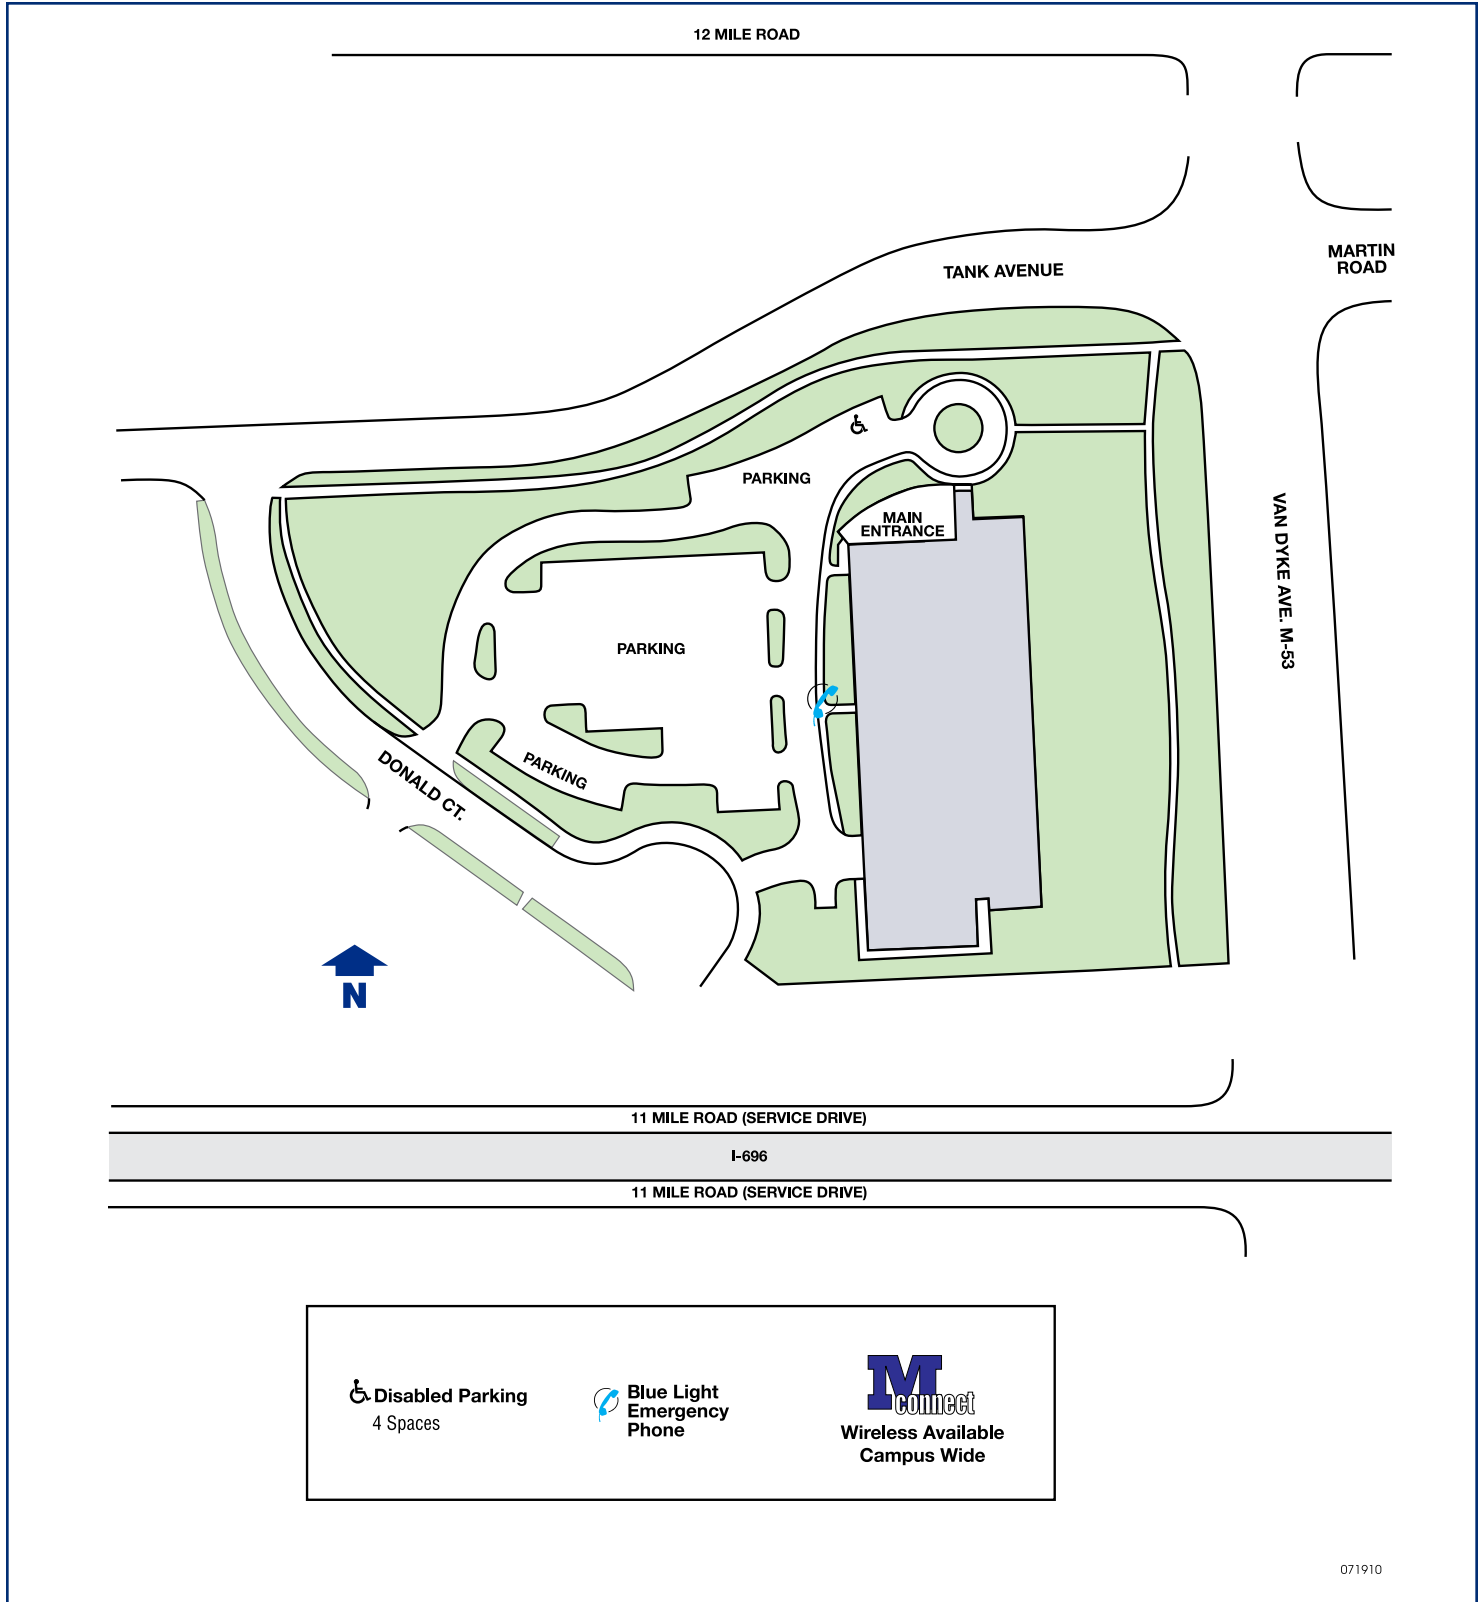 12 MILE ROAD
MARTIN
ROAD
TANK AVENUE
PARKING
MAIN
ENTRANCE
VAN DYKE AVE. M-53
PARKING
PARKING
DONALD CT.
N
11 MILE ROAD (SERVICE DRIVE)
I-696
11 MILE ROAD (SERVICE DRIVE)
Disabled Parking
4 Spaces
Blue Light
Emergency
Phone
M
connect
Wireless Available
Campus Wide
071910